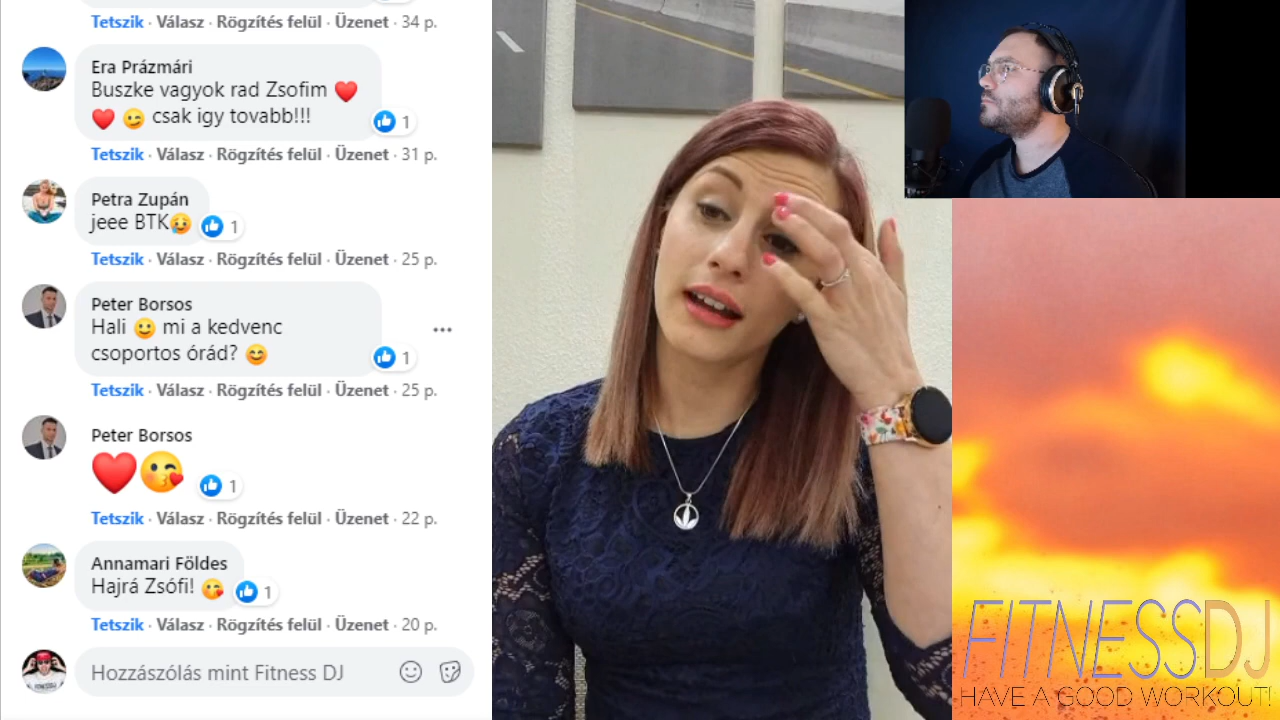 Tetszik · Válasz · Rögzítés felül · Üzenet · 34 p.
Era Prázmári
Buszke vagyok rad Zsofim ❤️
❤️ 😉 csak igy tovabb!!!
1
Tetszik · Válasz · Rögzítés felül · Üzenet · 31 p.
Petra Zupán
jeee BTK😥
1
Tetszik · Válasz · Rögzítés felül · Üzenet · 25 p.
Peter Borsos
Hali 🙂 mi a kedvenc
csoportos órád? 😊
1
Tetszik · Válasz · Rögzítés felül · Üzenet · 25 p.
Peter Borsos
❤️😘
1
Tetszik · Válasz · Rögzítés felül · Üzenet · 22 p.
Annamari Földes
Hajrá Zsófi! 😘
1
Tetszik · Válasz · Rögzítés felül · Üzenet · 20 p.
Hozzászólás mint Fitness DJ
FITNESSDJ
HAVE A GOOD WORKOUT!